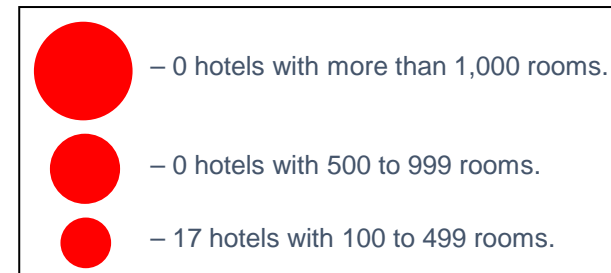 – 0 hotels with more than 1,000 rooms.
– 0 hotels with 500 to 999 rooms.
– 17 hotels with 100 to 499 rooms.